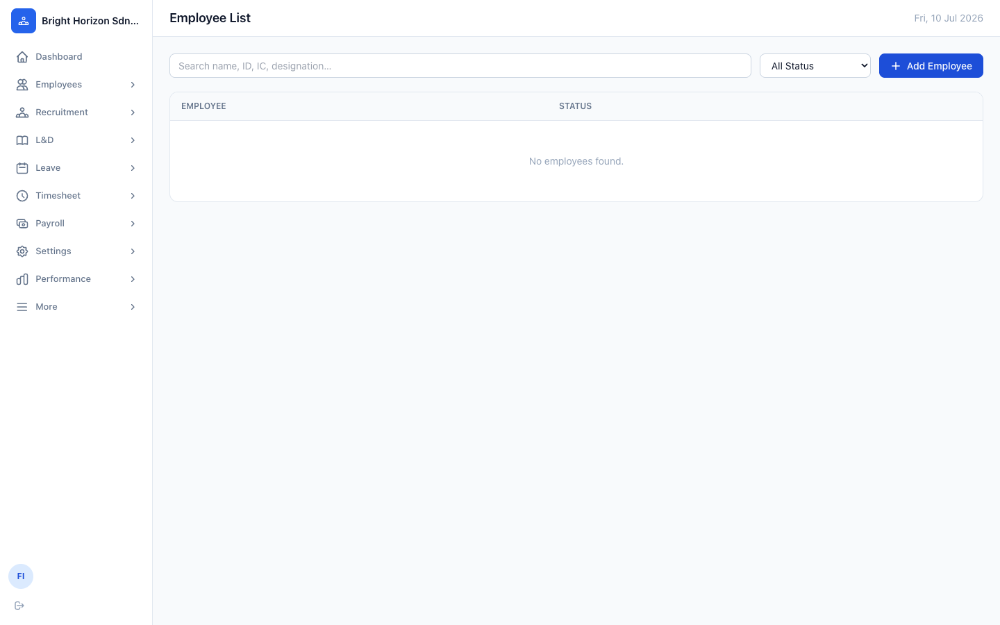 Bright Horizon Sdn...
Dashboard
Employees
Recruitment
L&D
Leave
Timesheet
Payroll
Settings
Performance
More
FI
Employee List
Fri, 10 Jul 2026
Search name, ID, IC, designation...
All Status
Add Employee
EMPLOYEE
STATUS
No employees found.